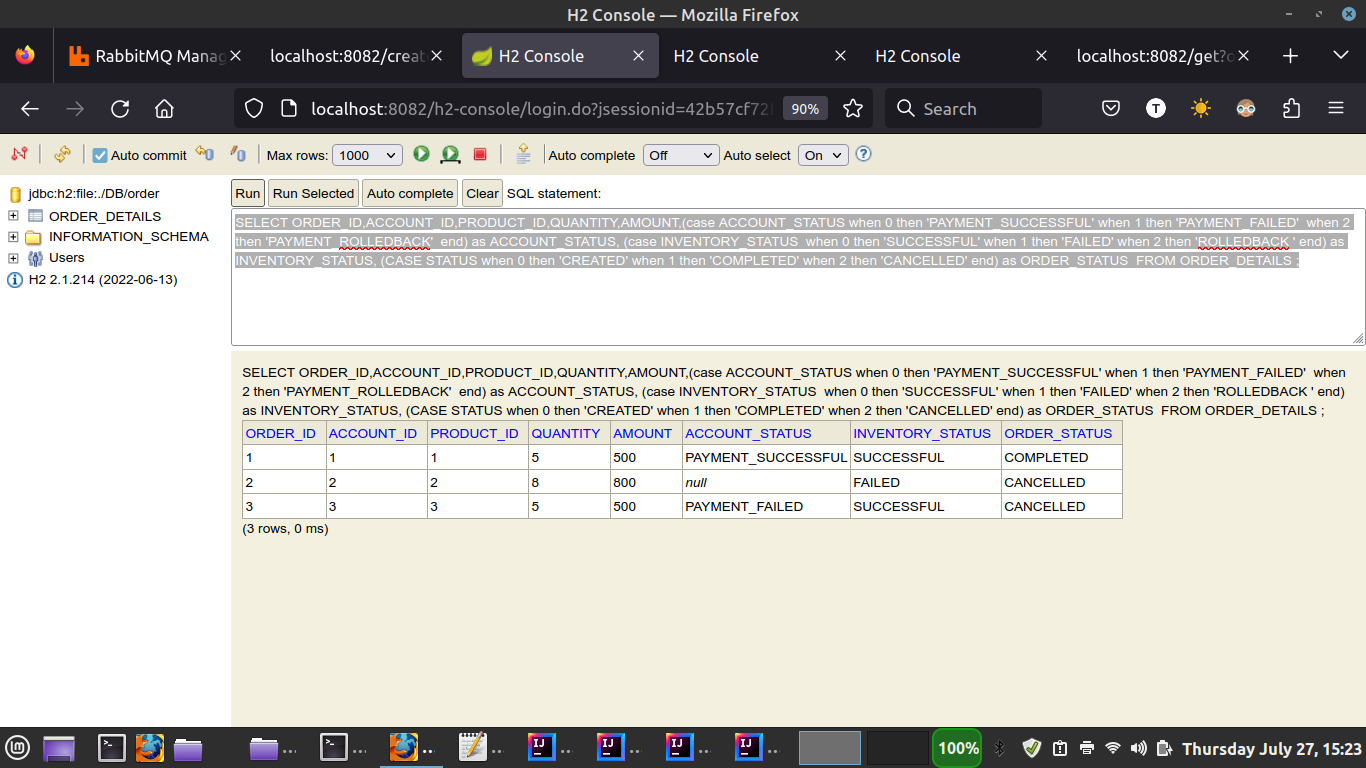 H2 Console — Mozilla Firefox
RabbitMQ Manag
localhost:8082/creat
H2 Console
H2 Console
H2 Console
localhost:8082/get?o
localhost:8082/h2-console/login.do?jsessionid=42b57cf72
90%
Search
T
Auto commit
Max rows: 1000
Auto complete Off
Auto select On
jdbc:h2:file:./DB/order
ORDER_DETAILS
INFORMATION_SCHEMA
Users
H2 2.1.214 (2022-06-13)
Run Run Selected Auto complete Clear SQL statement:
SELECT ORDER_ID,ACCOUNT_ID,PRODUCT_ID,QUANTITY,AMOUNT,(case ACCOUNT_STATUS when 0 then 'PAYMENT_SUCCESSFUL' when 1 then 'PAYMENT_FAILED'  when 2
then 'PAYMENT_ROLLEDBACK'  end) as ACCOUNT_STATUS, (case INVENTORY_STATUS  when 0 then 'SUCCESSFUL' when 1 then 'FAILED' when 2 then 'ROLLEDBACK ' end) as
INVENTORY_STATUS, (CASE STATUS when 0 then 'CREATED' when 1 then 'COMPLETED' when 2 then 'CANCELLED' end) as ORDER_STATUS  FROM ORDER_DETAILS ;
SELECT ORDER_ID,ACCOUNT_ID,PRODUCT_ID,QUANTITY,AMOUNT,(case ACCOUNT_STATUS when 0 then 'PAYMENT_SUCCESSFUL' when 1 then 'PAYMENT_FAILED'  when
2 then 'PAYMENT_ROLLEDBACK'  end) as ACCOUNT_STATUS, (case INVENTORY_STATUS  when 0 then 'SUCCESSFUL' when 1 then 'FAILED' when 2 then 'ROLLEDBACK ' end)
as INVENTORY_STATUS, (CASE STATUS when 0 then 'CREATED' when 1 then 'COMPLETED' when 2 then 'CANCELLED' end) as ORDER_STATUS  FROM ORDER_DETAILS ;
ORDER_ID ACCOUNT_ID PRODUCT_ID QUANTITY AMOUNT ACCOUNT_STATUS INVENTORY_STATUS ORDER_STATUS
1 1 1 5 500 PAYMENT_SUCCESSFUL SUCCESSFUL COMPLETED
2 2 2 8 800 null FAILED CANCELLED
3 3 3 5 500 PAYMENT_FAILED SUCCESSFUL CANCELLED
(3 rows, 0 ms)
IJ
IJ
IJ
IJ
100%
Thursday July 27, 15:23